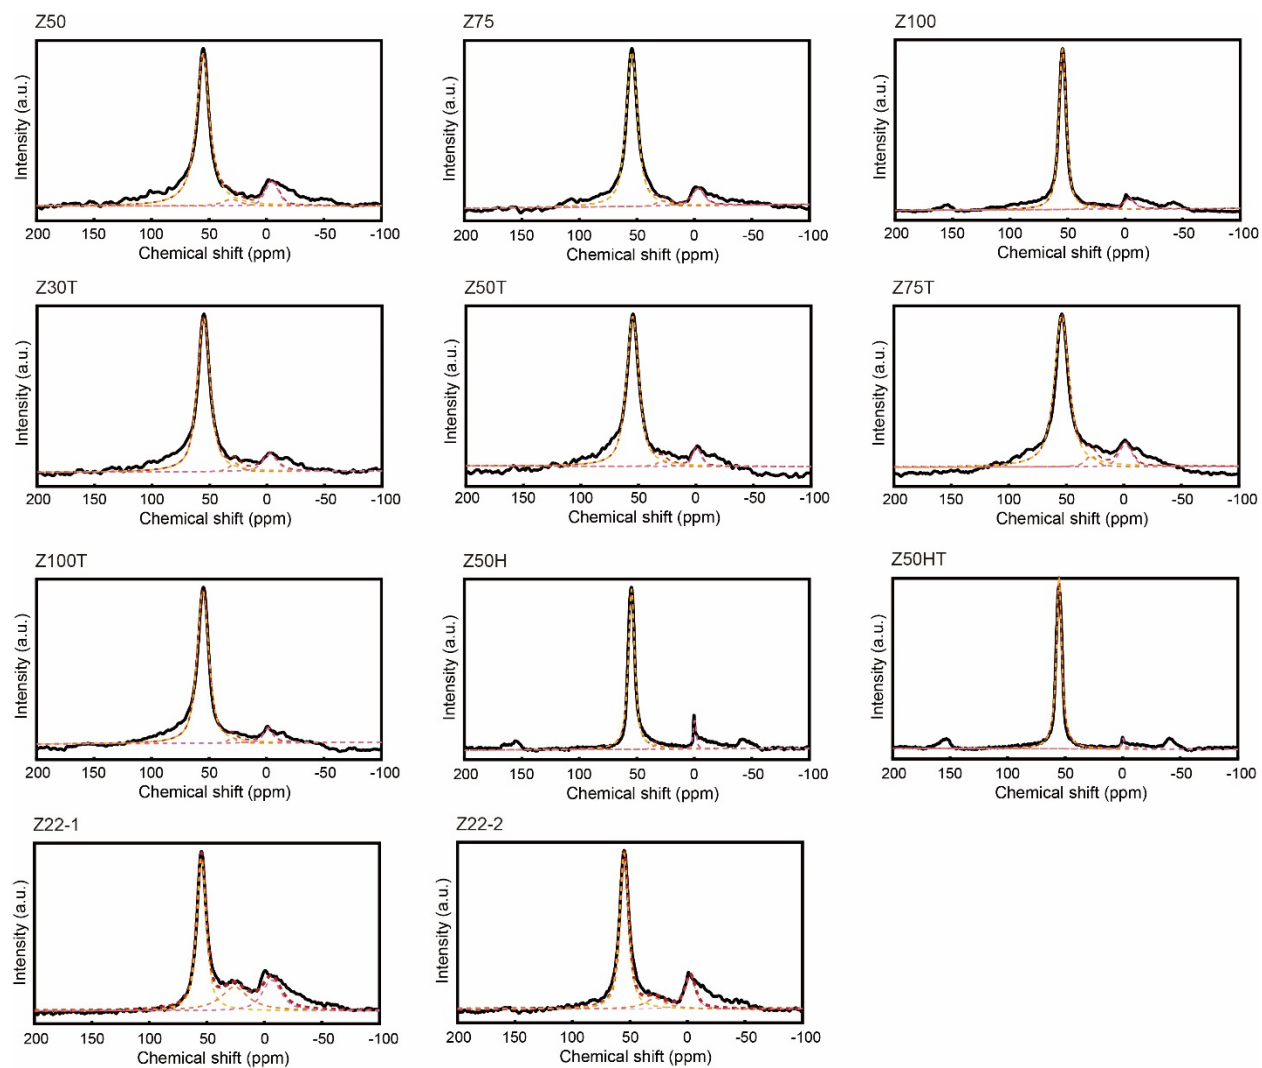 Z50
Intensity (a.u.)
200 150 100 50 0 -50 -100
Chemical shift (ppm)
Z75
Intensity (a.u.)
200 150 100 50 0 -50 -100
Chemical shift (ppm)
Z100
Intensity (a.u.)
200 150 100 50 0 -50 -100
Chemical shift (ppm)
Z30T
Intensity (a.u.)
200 150 100 50 0 -50 -100
Chemical shift (ppm)
Z50T
Intensity (a.u.)
200 150 100 50 0 -50 -100
Chemical shift (ppm)
Z75T
Intensity (a.u.)
200 150 100 50 0 -50 -100
Chemical shift (ppm)
Z100T
Intensity (a.u.)
200 150 100 50 0 -50 -100
Chemical shift (ppm)
Z50H
Intensity (a.u.)
200 150 100 50 0 -50 -100
Chemical shift (ppm)
Z50HT
Intensity (a.u.)
200 150 100 50 0 -50 -100
Chemical shift (ppm)
Z22-1
Intensity (a.u.)
200 150 100 50 0 -50 -100
Chemical shift (ppm)
Z22-2
Intensity (a.u.)
200 150 100 50 0 -50 -100
Chemical shift (ppm)